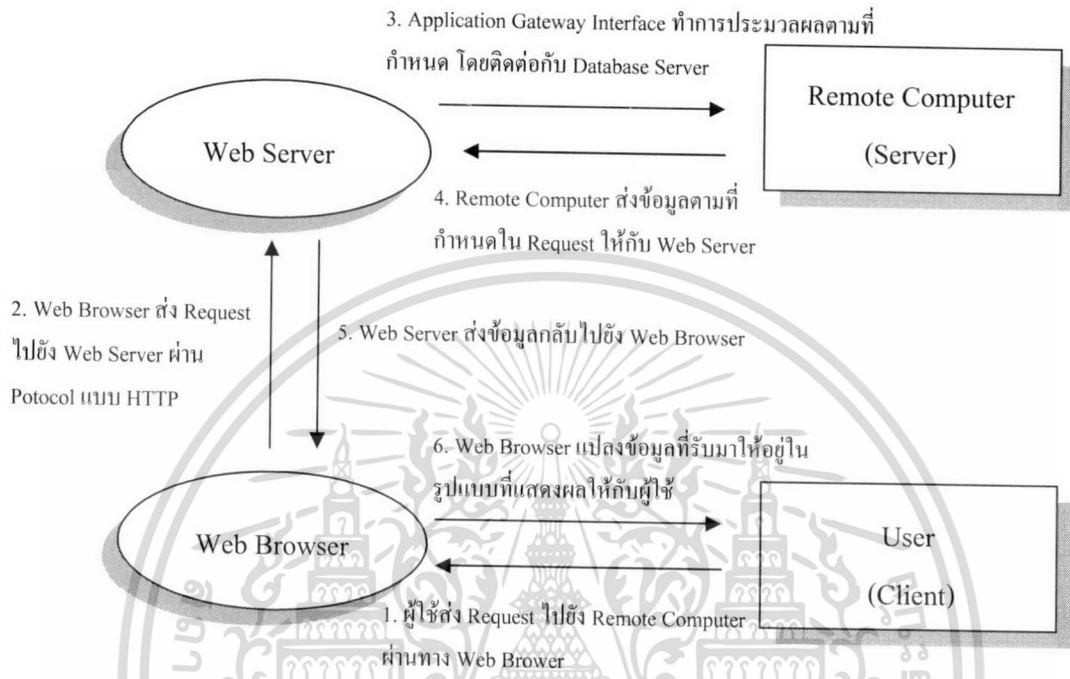 3. Application Gateway Interface ทำการประมวลผลตามที่
กำหนด โดยติดต่อกับ Database Server
Remote Computer
(Server)
Web Server
4. Remote Computer ส่งข้อมูลตามที่
กำหนดใน Request ให้กับ Web Server
2. Web Browser ส่ง Request
ไปยัง Web Server ผ่าน
Potocol แบบ HTTP
5. Web Server ส่งข้อมูลกลับไปยัง Web Browser
6. Web Browser แปลงข้อมูลที่รับมาให้อยู่ใน
รูปแบบที่แสดงผลให้กับผู้ใช้
Web Browser
User
(Client)
1. ผู้ใช้ส่ง Request ไปยัง Remote Computer
ผ่านทาง Web Brower